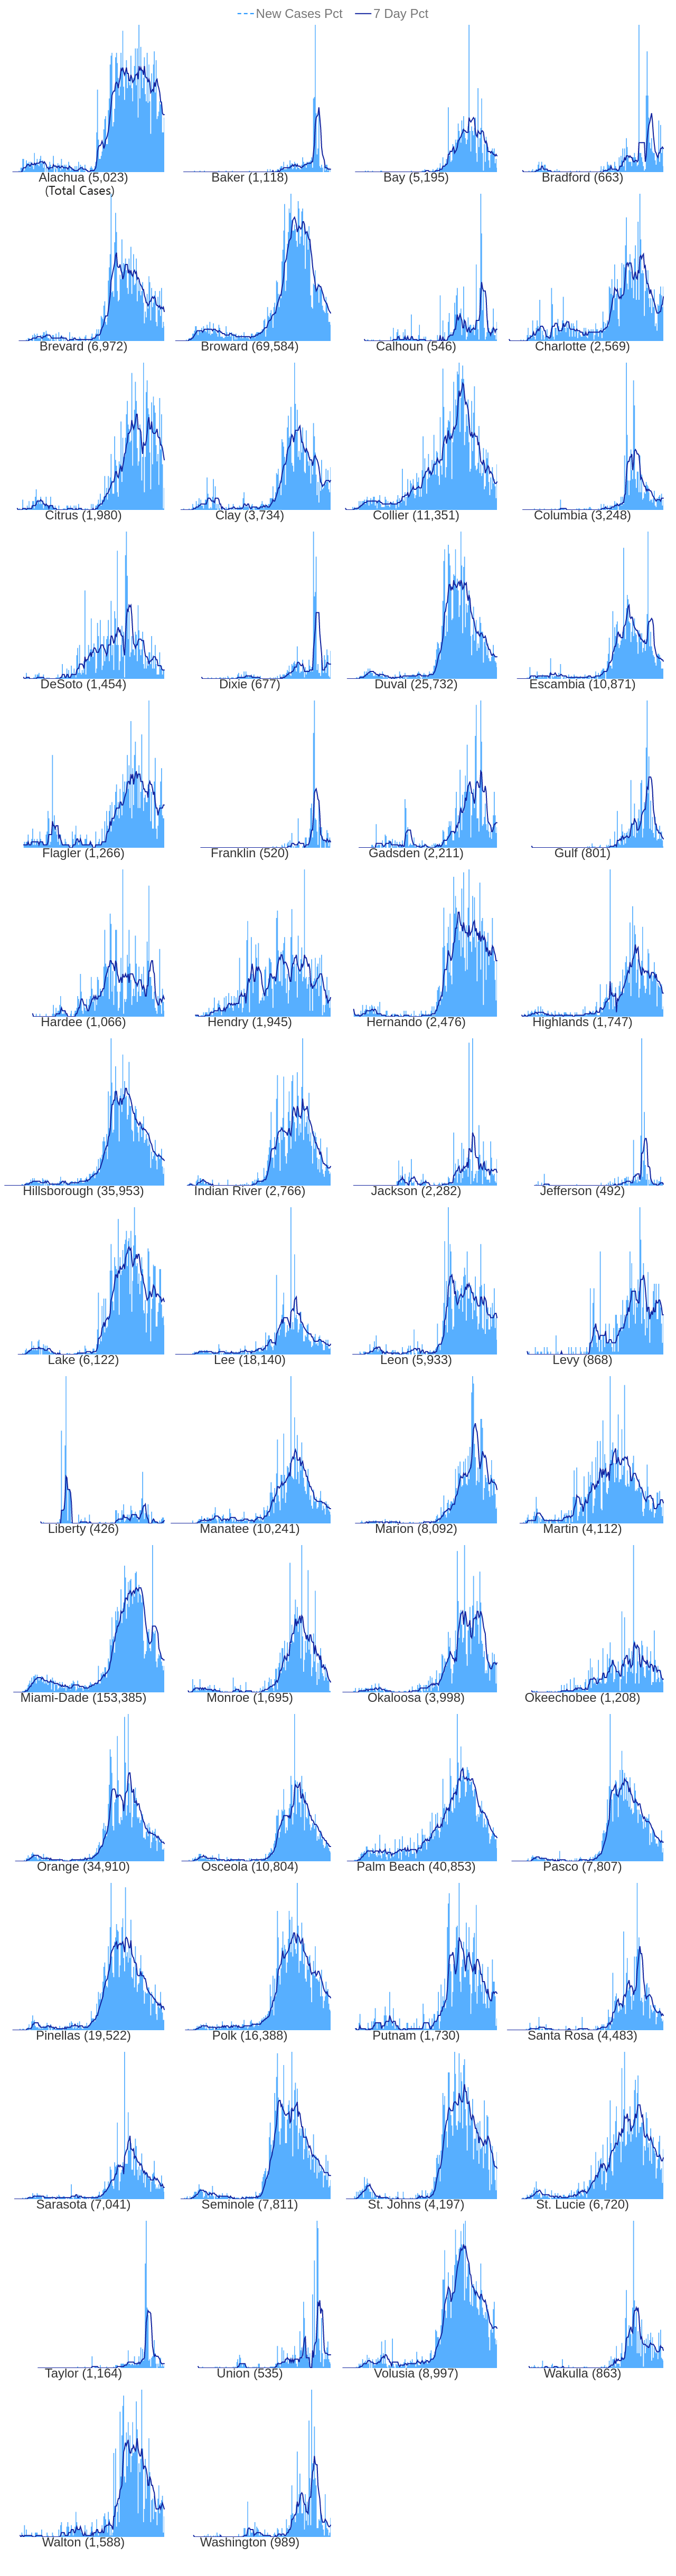 New Cases Pct 7 Day Pct
Alachua (5,023) Baker (1,118) Bay (5,195) Bradford (663)
(Total Cases)
Brevard (6,972) Broward (69,584) Calhoun (546) Charlotte (2,569)
Citrus (1,980) Clay (3,734) Collier (11,351) Columbia (3,248)
DeSoto (1,454) Dixie (677) Duval (25,732) Escambia (10,871)
Flagler (1,266) Franklin (520) Gadsden (2,211) Gulf (801)
Hardee (1,066) Hendry (1,945) Hernando (2,476) Highlands (1,747)
Hillsborough (35,953) Indian River (2,766) Jackson (2,282) Jefferson (492)
Lake (6,122) Lee (18,140) Leon (5,933) Levy (868)
Liberty (426) Manatee (10,241) Marion (8,092) Martin (4,112)
Miami-Dade (153,385) Monroe (1,695) Okaloosa (3,998) Okeechobee (1,208)
Orange (34,910) Osceola (10,804) Palm Beach (40,853) Pasco (7,807)
Pinellas (19,522) Polk (16,388) Putnam (1,730) Santa Rosa (4,483)
Sarasota (7,041) Seminole (7,811) St. Johns (4,197) St. Lucie (6,720)
Taylor (1,164) Union (535) Volusia (8,997) Wakulla (863)
Walton (1,588) Washington (989)